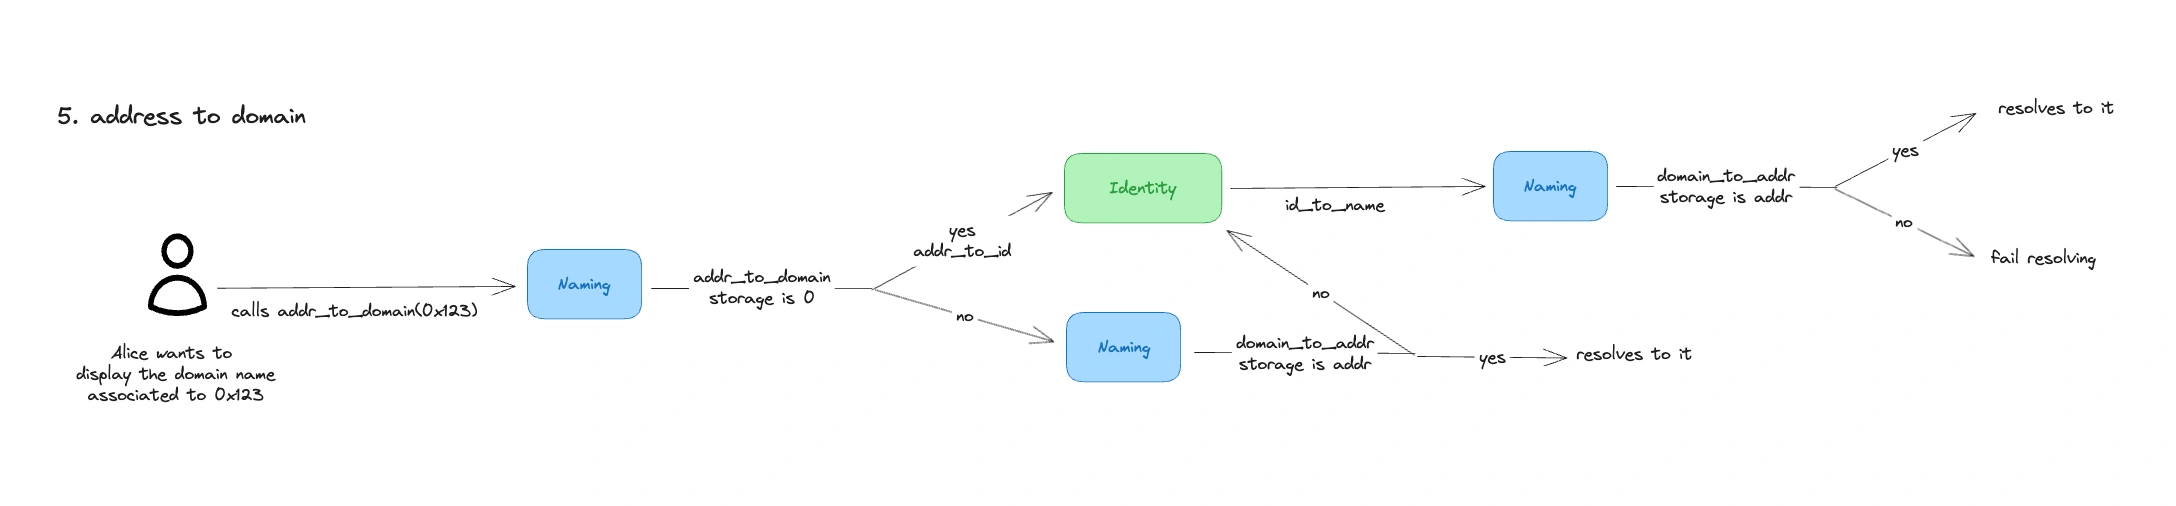 5. address to domain
Alice wants to
display the domain name
associated to 0x123
calls addr_to_domain(0x123)
Naming
addr_to_domain
storage is 0
yes
addr_to_id
no
Identity
id_to_name
Naming
domain_to_addr
storage is addr
yes
resolves to it
no
fail resolving
Naming
domain_to_addr
storage is addr
no
yes
resolves to it